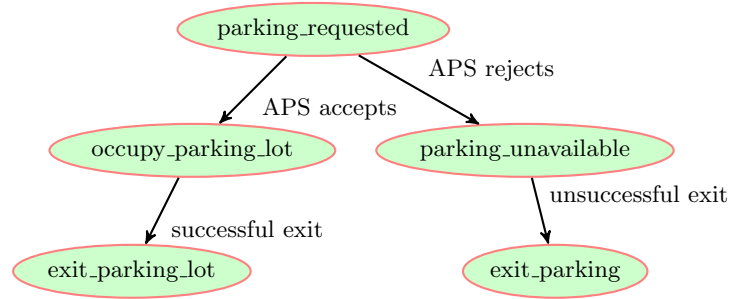 parking_requested
APS rejects
APS accepts
occupy_parking_lot
parking_unavailable
unsuccessful exit
successful exit
exit_parking_lot
exit_parking